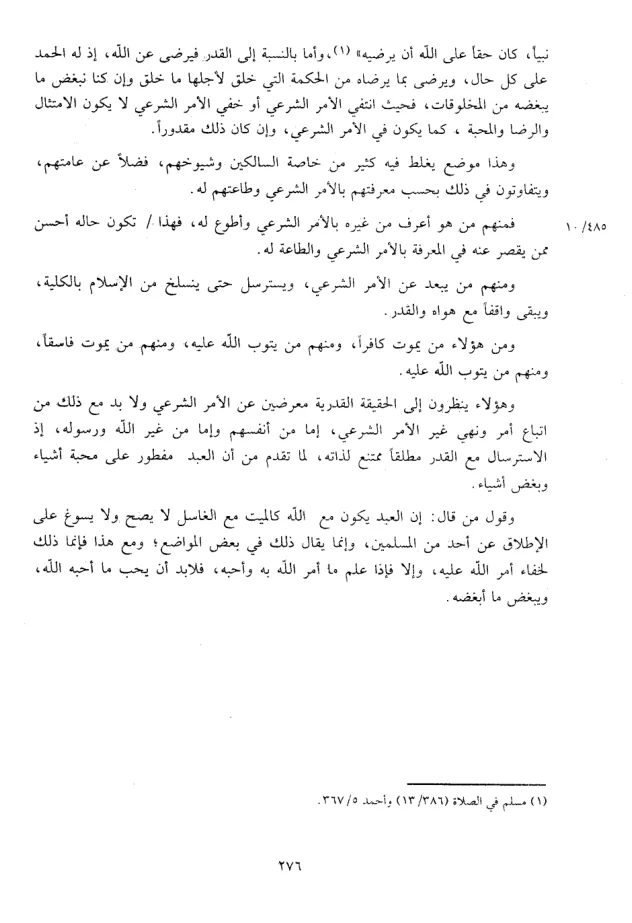 نبياً، كان حقاً على الله أن يرضيه» (١)، وأما بالنسبة إلى القدر فيرضى عن الله، إذ له الحمد
على كل حال، ويرضى بما يرضاه من الحكمة التي خلق لأجلها ما خلق وإن كنا نبغض ما
يبغضه من المخلوقات، فحيث انتفي الأمر الشرعي أو خفي الأمر الشرعي لا يكون الامتثال
والرضا والمحبة ، كما يكون في الأمر الشرعي، وإن كان ذلك مقدوراً.
وهذا موضع يغلط فيه كثير من خاصة السالكين وشيوخهم، فضلاً عن عامتهم،
ويتفاوتون في ذلك بحسب معرفتهم بالأمر الشرعي وطاعتهم له.
١٠/٤٨٥ فمنهم من هو أعرف من غيره بالأمر الشرعي وأطوع له، فهذا / تكون حاله أحسن
ممن يقصر عنه في المعرفة بالأمر الشرعي والطاعة له.
ومنهم من يبعد عن الأمر الشرعي، ويسترسل حتى ينسلخ من الإسلام بالكلية،
ويبقى واقفاً مع هواه والقدر.
ومن هؤلاء من يموت كافراً، ومنهم من يتوب الله عليه، ومنهم من يموت فاسقاً،
ومنهم من يتوب الله عليه.
وهؤلاء ينظرون إلى الحقيقة القدرية معرضين عن الأمر الشرعي ولا بد مع ذلك من
اتباع أمر ونهي غير الأمر الشرعي، إما من أنفسهم وإما من غير الله ورسوله، إذ
الاسترسال مع القدر مطلقاً ممتنع لذاته، لما تقدم من أن العبد مفطور على محبة أشياء
وبغض أشياء.
وقول من قال: إن العبد يكون مع الله كالميت مع الغاسل لا يصح ولا يسوغ على
الإطلاق عن أحد من المسلمين، وإنما يقال ذلك في بعض المواضع؛ ومع هذا فإنما ذلك
لخفاء أمر الله عليه، وإلا فإذا علم ما أمر الله به وأحبه، فلابد أن يحب ما أحبه الله،
ويبغض ما أبغضه.
(١) مسلم في الصلاة (٣٨٦/ ١٣) وأحمد ٥/ ٣٦٧.
٢٧٦